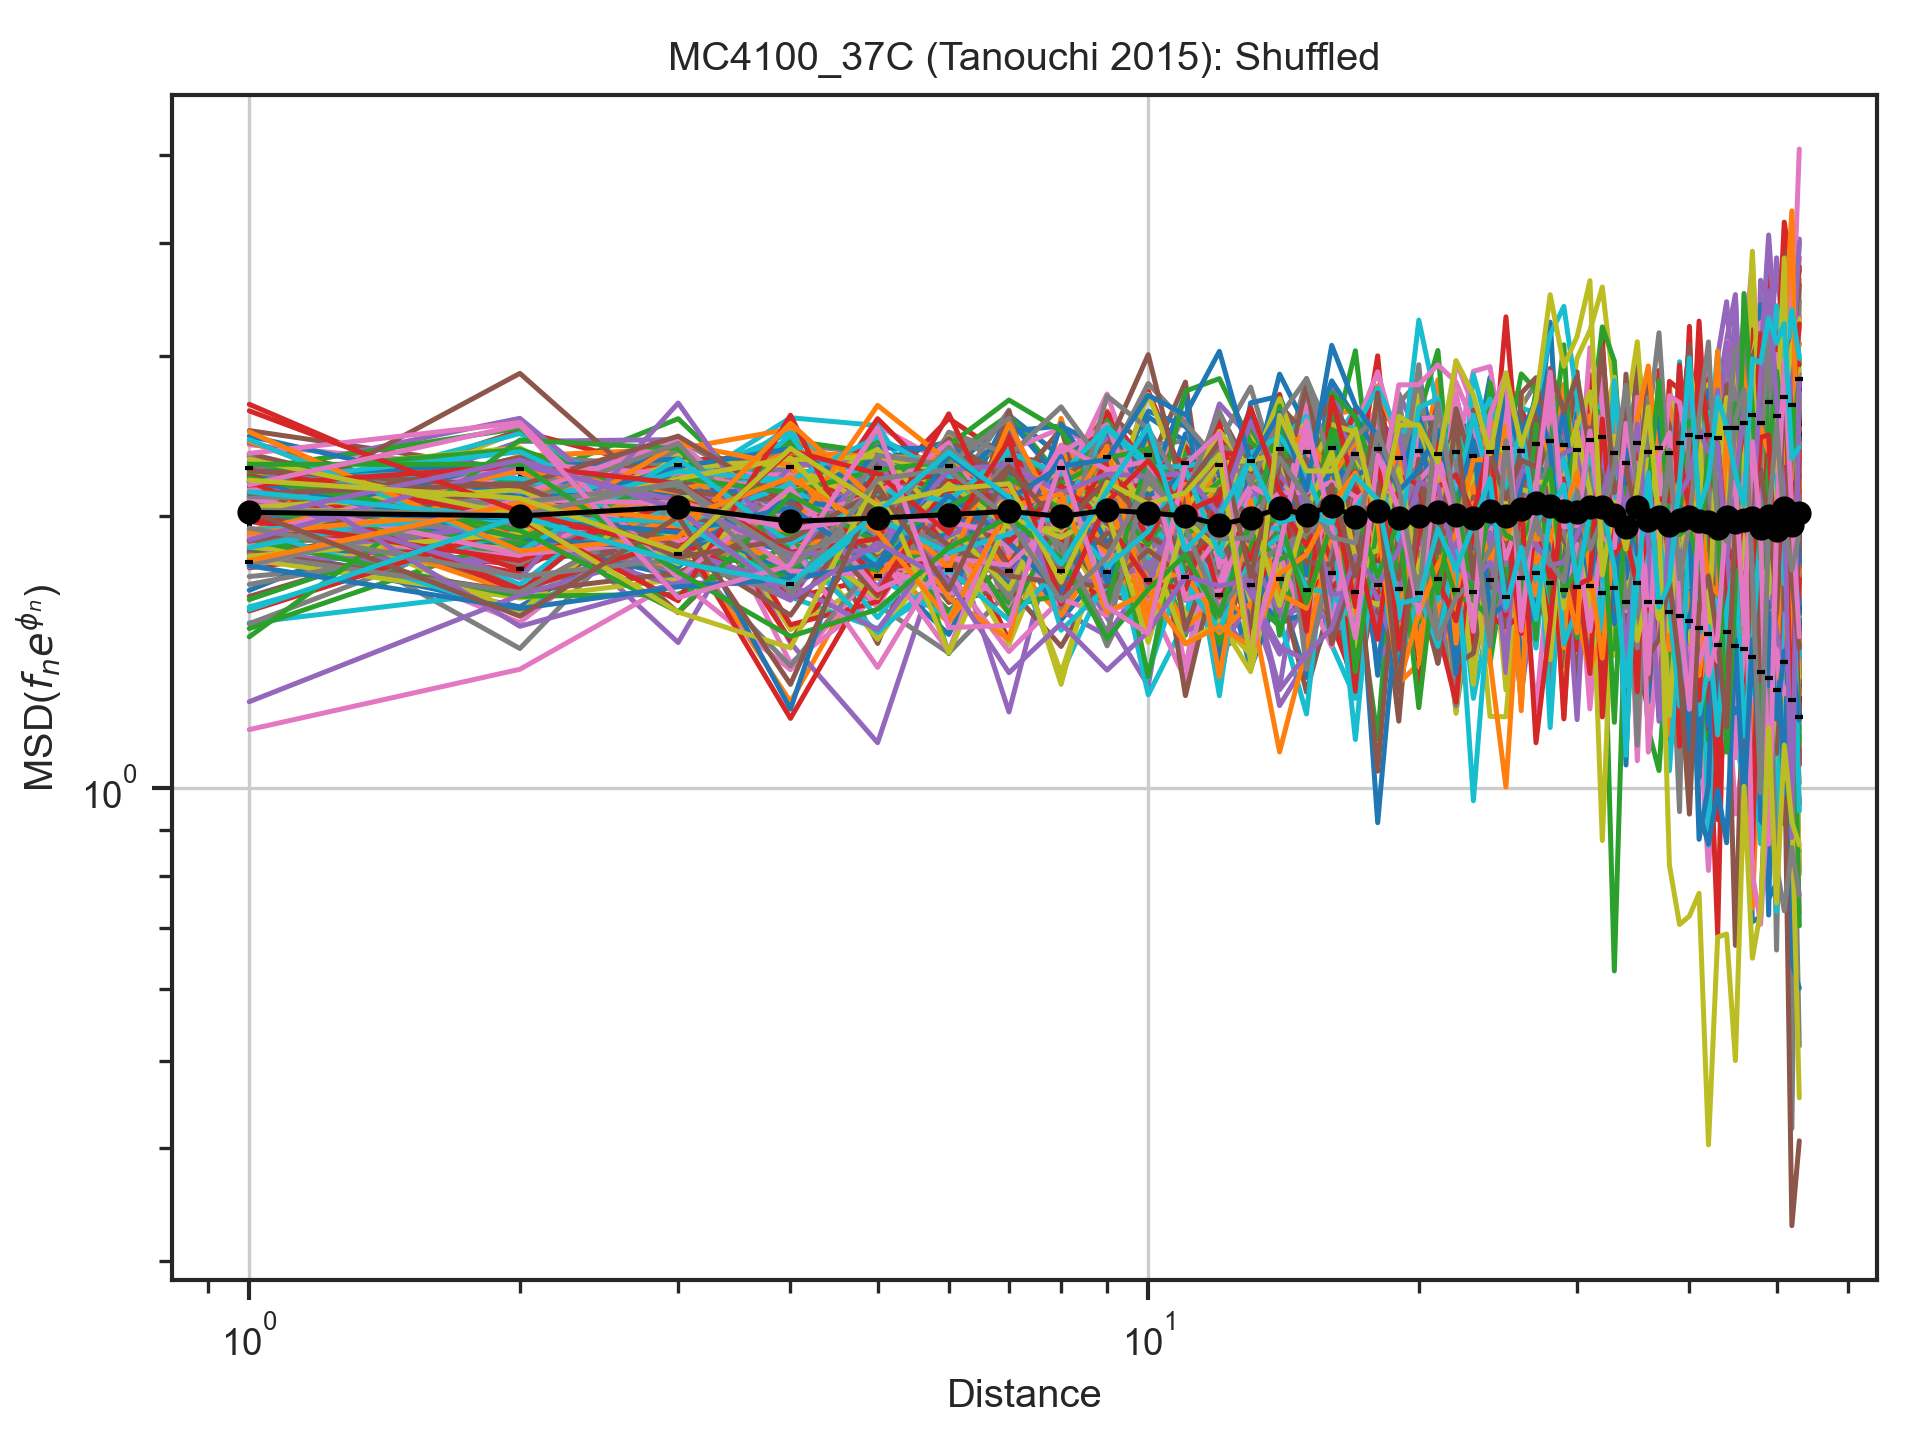 MC4100_37C (Tanouchi 2015): Shuffled
MSD(fₙe^ϕₙ)
10⁰
10⁰
10¹
Distance